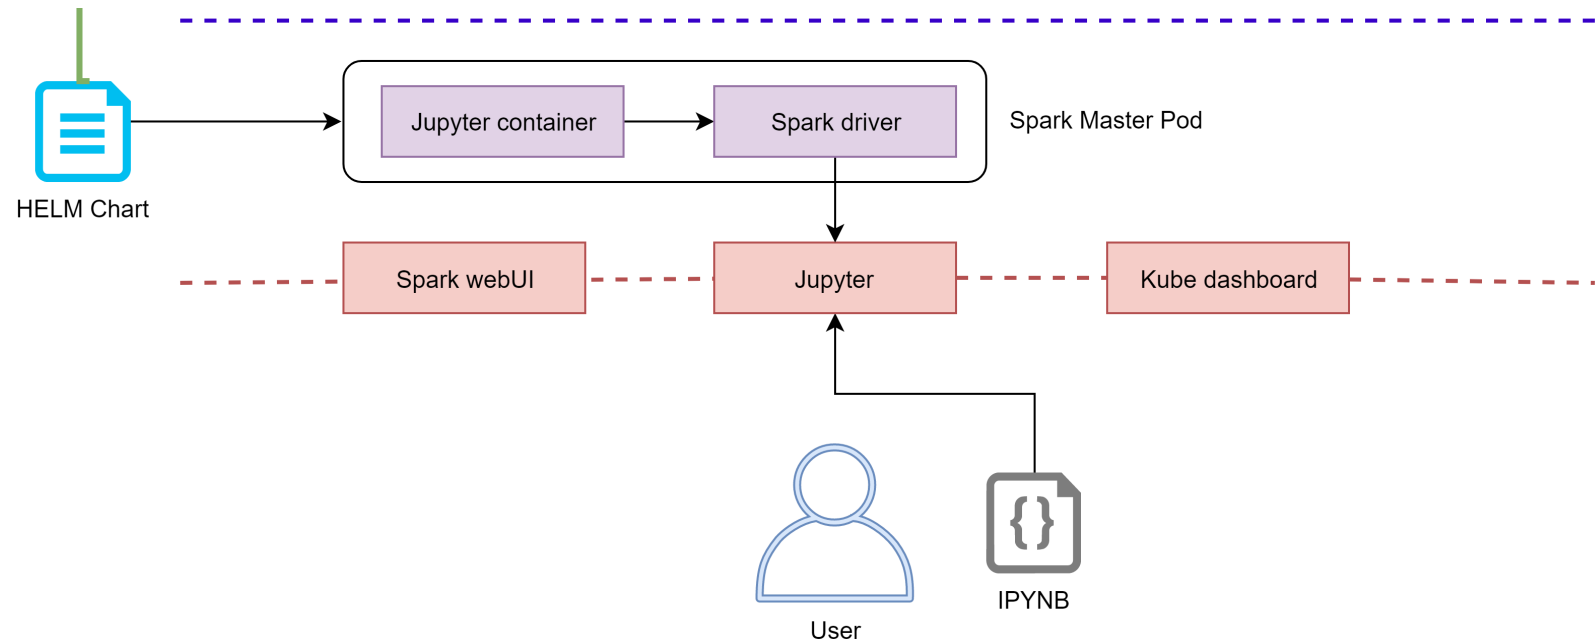 Jupyter container
Spark driver
Spark Master Pod
HELM Chart
Spark webUI
Jupyter
Kube dashboard
{}
IPYNB
User